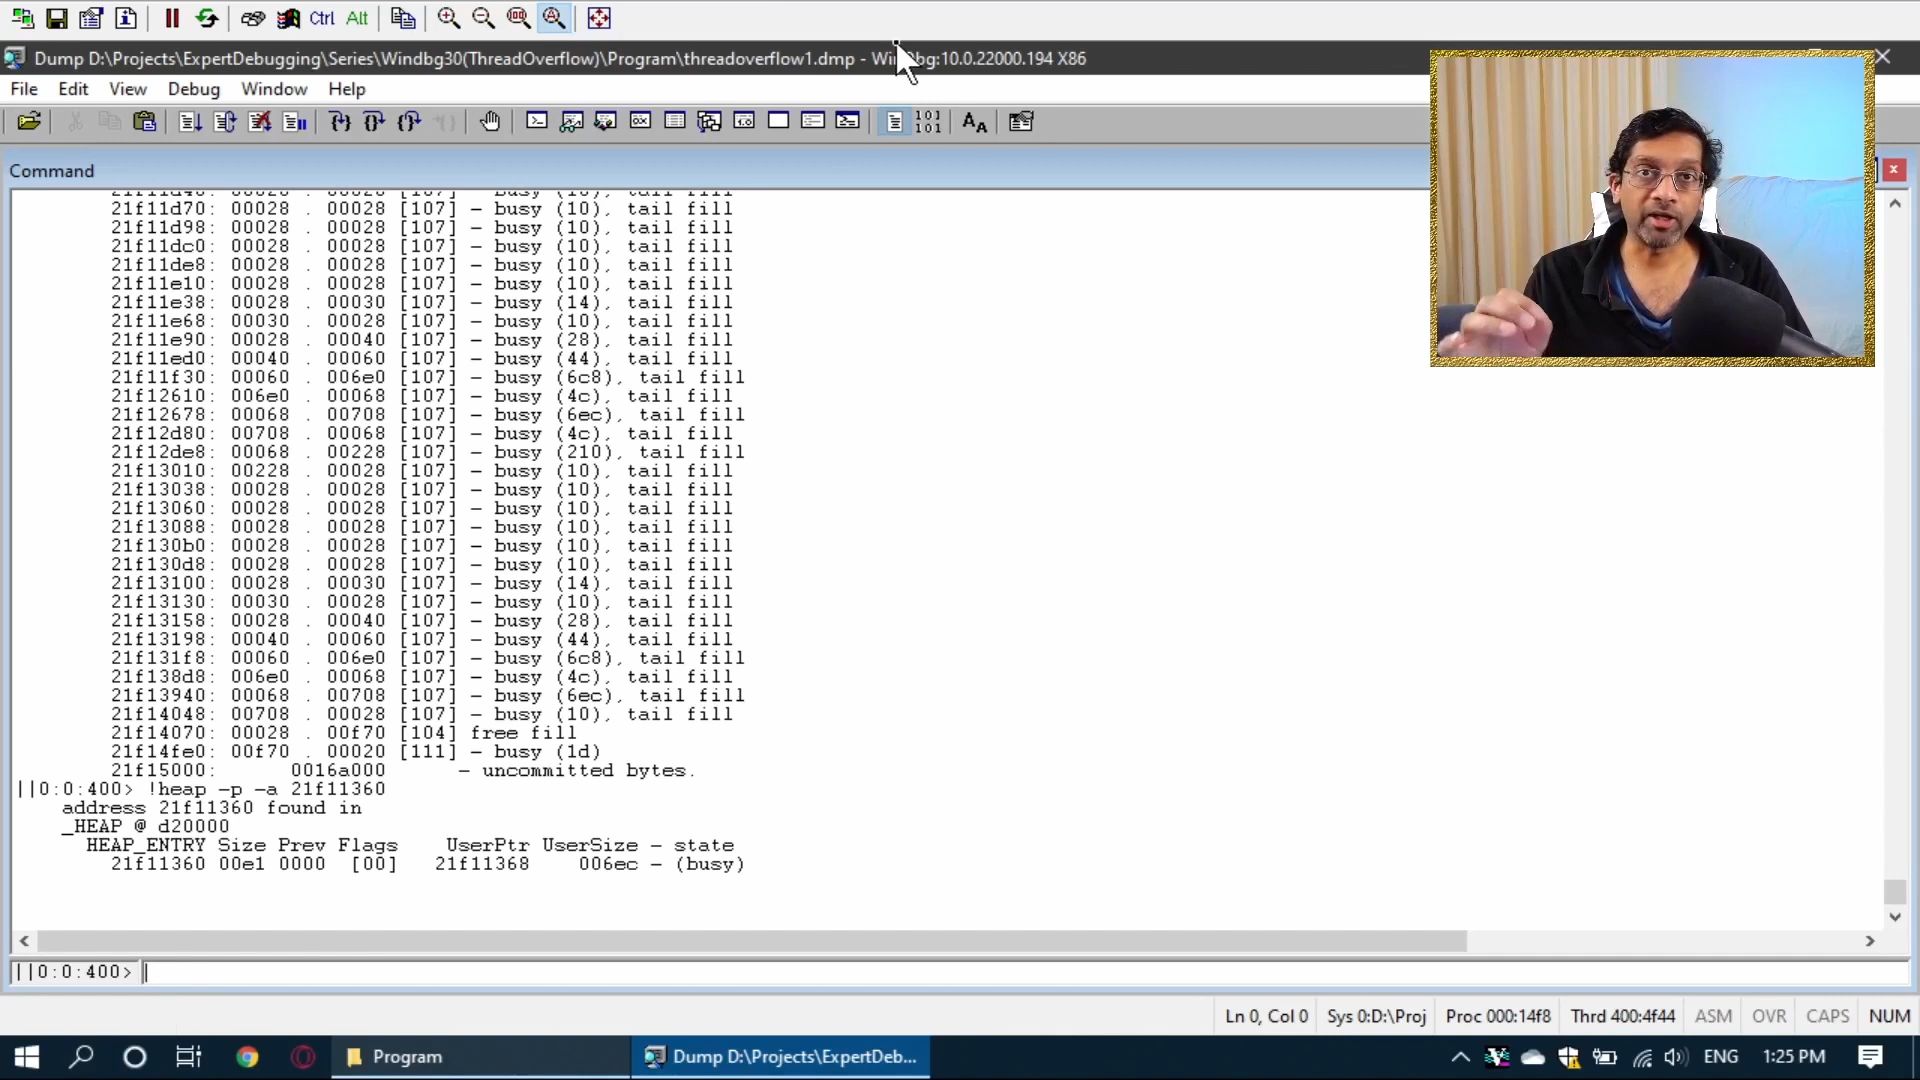 Ctrl Alt
Dump D:\Projects\ExpertDebugging\Series\Windbg30(ThreadOverflow)\Program\threadoverflow1.dmp - WinDbg:10.0.22000.194 X86
File Edit View Debug Window Help
Command
21f11d70: 00028 . 00028 [107] - busy (10), tail fill
21f11d98: 00028 . 00028 [107] - busy (10), tail fill
21f11dc0: 00028 . 00028 [107] - busy (10), tail fill
21f11de8: 00028 . 00028 [107] - busy (10), tail fill
21f11e10: 00028 . 00028 [107] - busy (10), tail fill
21f11e38: 00028 . 00030 [107] - busy (14), tail fill
21f11e68: 00030 . 00028 [107] - busy (10), tail fill
21f11e90: 00028 . 00040 [107] - busy (28), tail fill
21f11ed0: 00040 . 00060 [107] - busy (44), tail fill
21f11f30: 00060 . 006e0 [107] - busy (6c8), tail fill
21f12610: 006e0 . 00068 [107] - busy (4c), tail fill
21f12678: 00068 . 00708 [107] - busy (6ec), tail fill
21f12d80: 00708 . 00068 [107] - busy (4c), tail fill
21f12de8: 00068 . 00228 [107] - busy (210), tail fill
21f13010: 00228 . 00028 [107] - busy (10), tail fill
21f13038: 00028 . 00028 [107] - busy (10), tail fill
21f13060: 00028 . 00028 [107] - busy (10), tail fill
21f13088: 00028 . 00028 [107] - busy (10), tail fill
21f130b0: 00028 . 00028 [107] - busy (10), tail fill
21f130d8: 00028 . 00028 [107] - busy (10), tail fill
21f13100: 00028 . 00030 [107] - busy (14), tail fill
21f13130: 00030 . 00028 [107] - busy (10), tail fill
21f13158: 00028 . 00040 [107] - busy (28), tail fill
21f13198: 00040 . 00060 [107] - busy (44), tail fill
21f131f8: 00060 . 006e0 [107] - busy (6c8), tail fill
21f138d8: 006e0 . 00068 [107] - busy (4c), tail fill
21f13940: 00068 . 00708 [107] - busy (6ec), tail fill
21f14048: 00708 . 00028 [107] - busy (10), tail fill
21f14070: 00028 . 00f70 [104] free fill
21f14fe0: 00f70 . 00020 [111] - busy (1d)
21f15000: 0016a000 - uncommitted bytes.
||0:0:400> !heap -p -a 21f11360
address 21f11360 found in
_HEAP @ d20000
HEAP_ENTRY Size Prev Flags UserPtr UserSize - state
21f11360 00e1 0000 [00] 21f11368 006ec - (busy)
||0:0:400>
Ln 0, Col 0 Sys 0:D:\Proj Proc 000:14f8 Thrd 400:4f44 ASM OVR CAPS NUM
Program Dump D:\Projects\ExpertDeb... ENG 1:25 PM